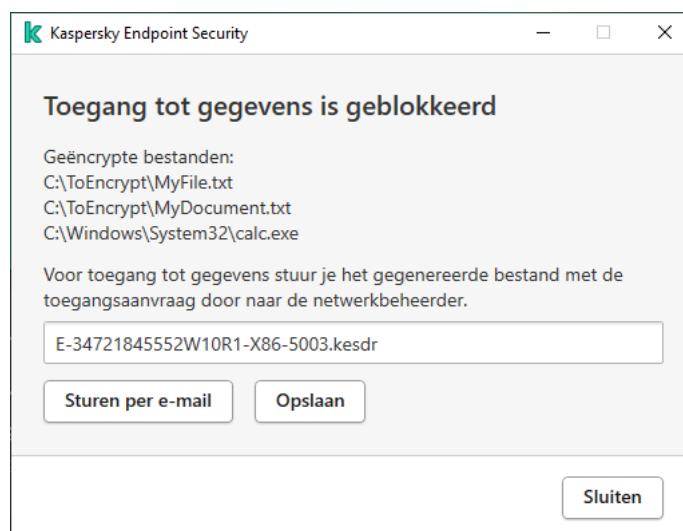 Kaspersky Endpoint Security
Toegang tot gegevens is geblokkeerd
Geëncrypte bestanden:
C:\ToEncrypt\MyFile.txt
C:\ToEncrypt\MyDocument.txt
C:\Windows\System32\calc.exe
Voor toegang tot gegevens stuur je het gegenereerde bestand met de
toegangsaanvraag door naar de netwerkbeheerder.
E-34721845552W10R1-X86-5003.kesdr
Sturen per e-mail
Opslaan
Sluiten